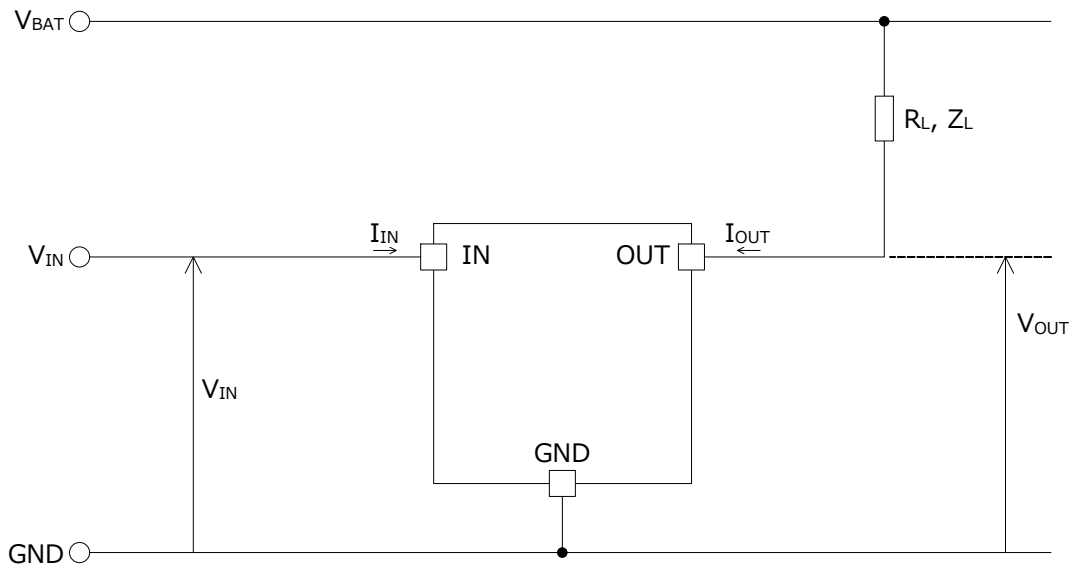 VBAT
RL, ZL
IIN
IOUT
VIN
IN
OUT
VOUT
VIN
GND
GND